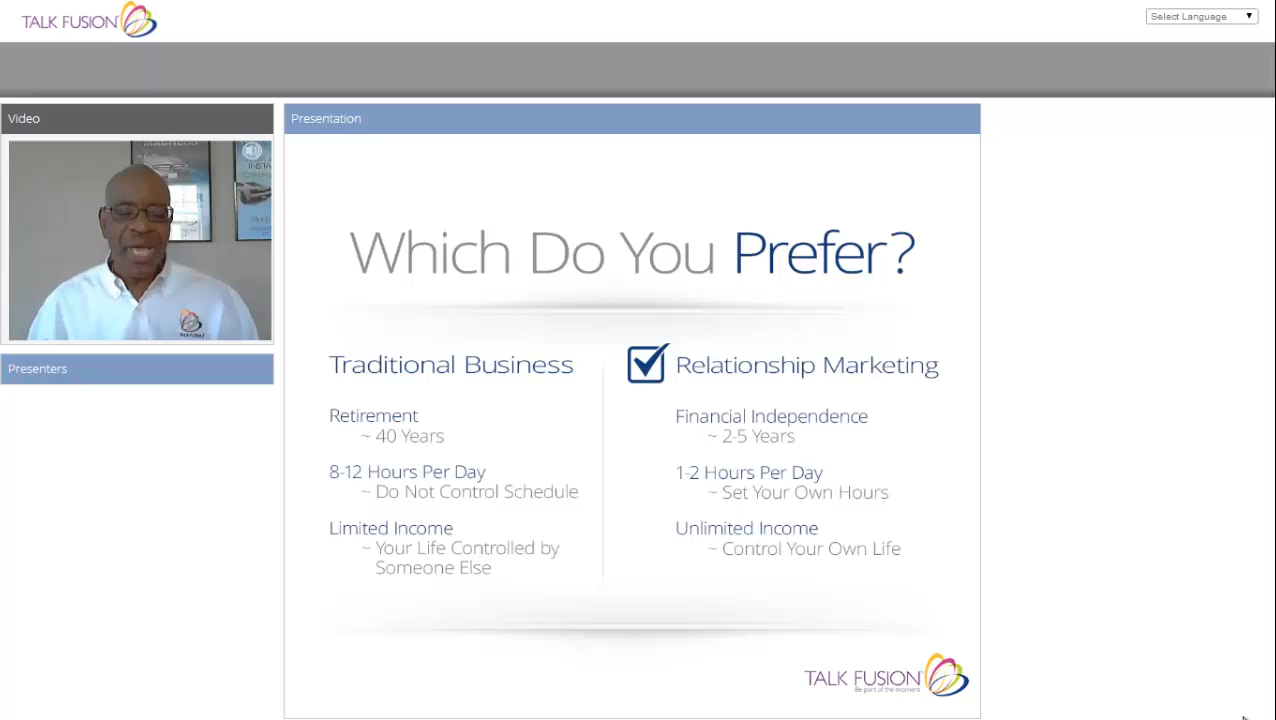 TALK FUSION
Select Language
Video
Presentation
INSTA
Presenters
Which Do You Prefer?
Traditional Business
Retirement
~ 40 Years
8-12 Hours Per Day
~ Do Not Control Schedule
Limited Income
~ Your Life Controlled by
Someone Else
Relationship Marketing
Financial Independence
~ 2-5 Years
1-2 Hours Per Day
~ Set Your Own Hours
Unlimited Income
~ Control Your Own Life
TALK FUSION
Be part of the moment